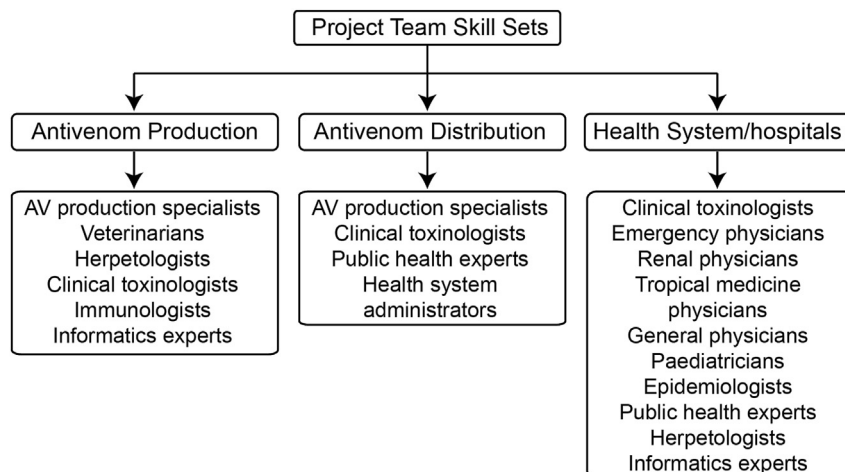 Project Team Skill Sets
Antivenom Production
Antivenom Distribution
Health System/hospitals
AV production specialists
Veterinarians
Herpetologists
Clinical toxinologists
Immunologists
Informatics experts
AV production specialists
Clinical toxinologists
Public health experts
Health system
administrators
Clinical toxinologists
Emergency physicians
Renal physicians
Tropical medicine
physicians
General physicians
Paediatricians
Epidemiologists
Public health experts
Herpetologists
Informatics experts